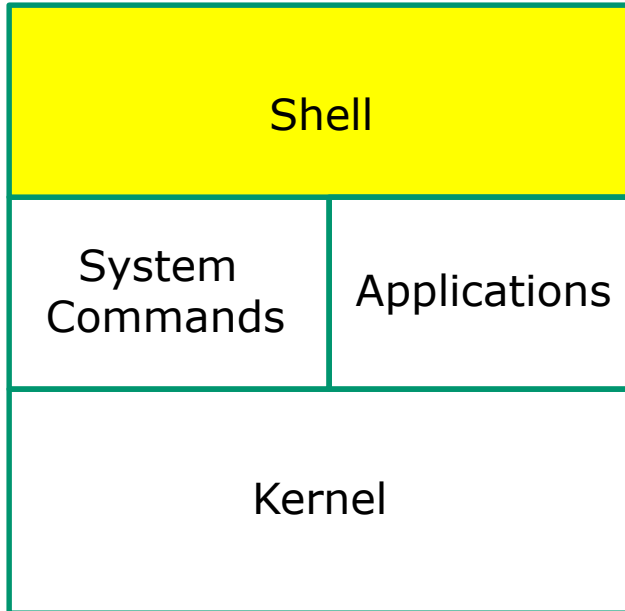 Shell
System
Commands
Applications
Kernel